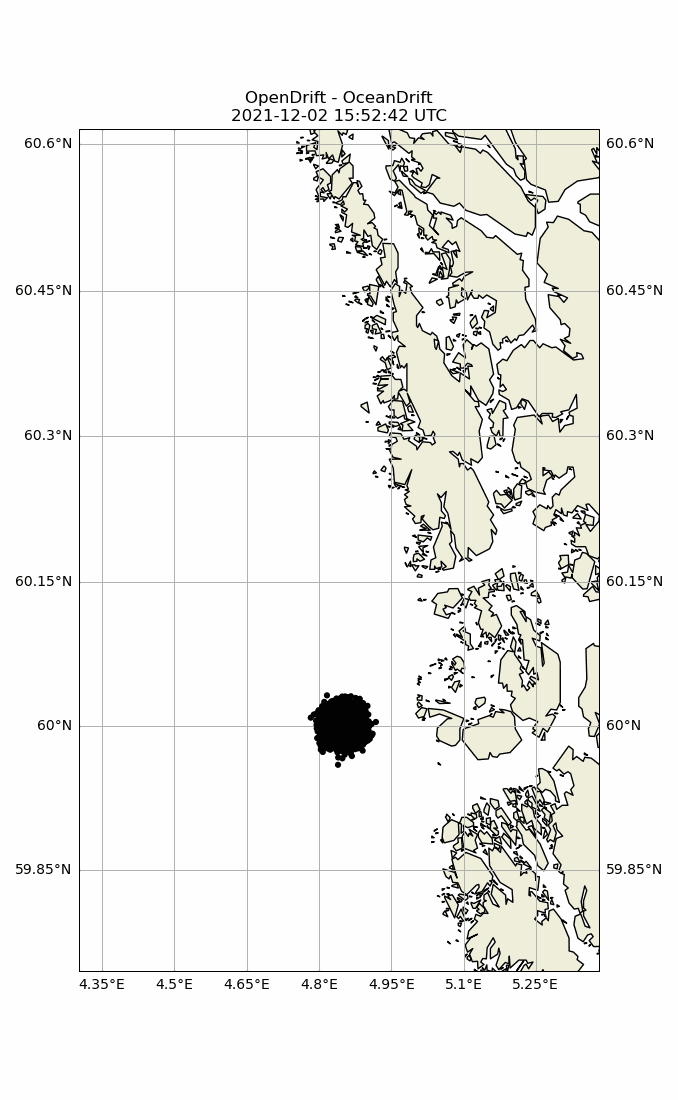 OpenDrift - OceanDrift
2021-12-02 15:52:42 UTC
60.6°N 60.6°N
60.45°N 60.45°N
60.3°N 60.3°N
60.15°N 60.15°N
60°N 60°N
59.85°N 59.85°N
4.35°E 4.5°E 4.65°E 4.8°E 4.95°E 5.1°E 5.25°E